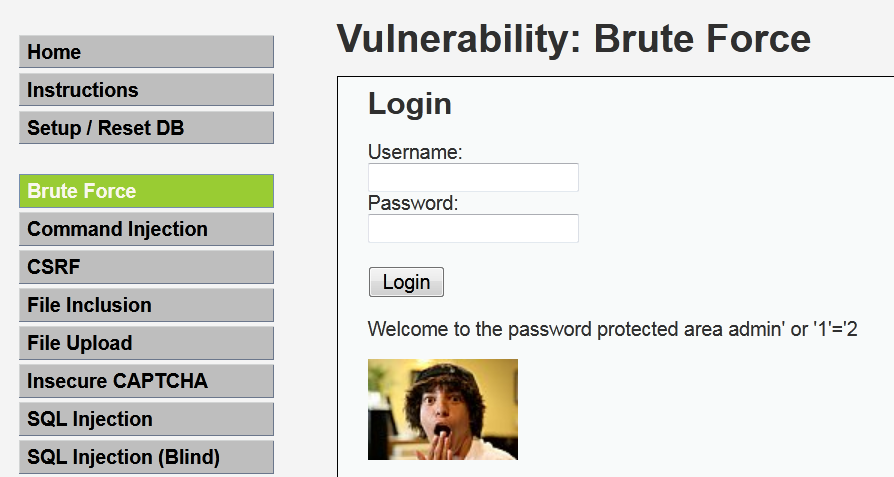 Vulnerability: Brute Force
Home
Instructions
Setup / Reset DB
Brute Force
Command Injection
CSRF
File Inclusion
File Upload
Insecure CAPTCHA
SQL Injection
SQL Injection (Blind)
Login
Username:
Password:
Login
Welcome to the password protected area admin' or '1'='2